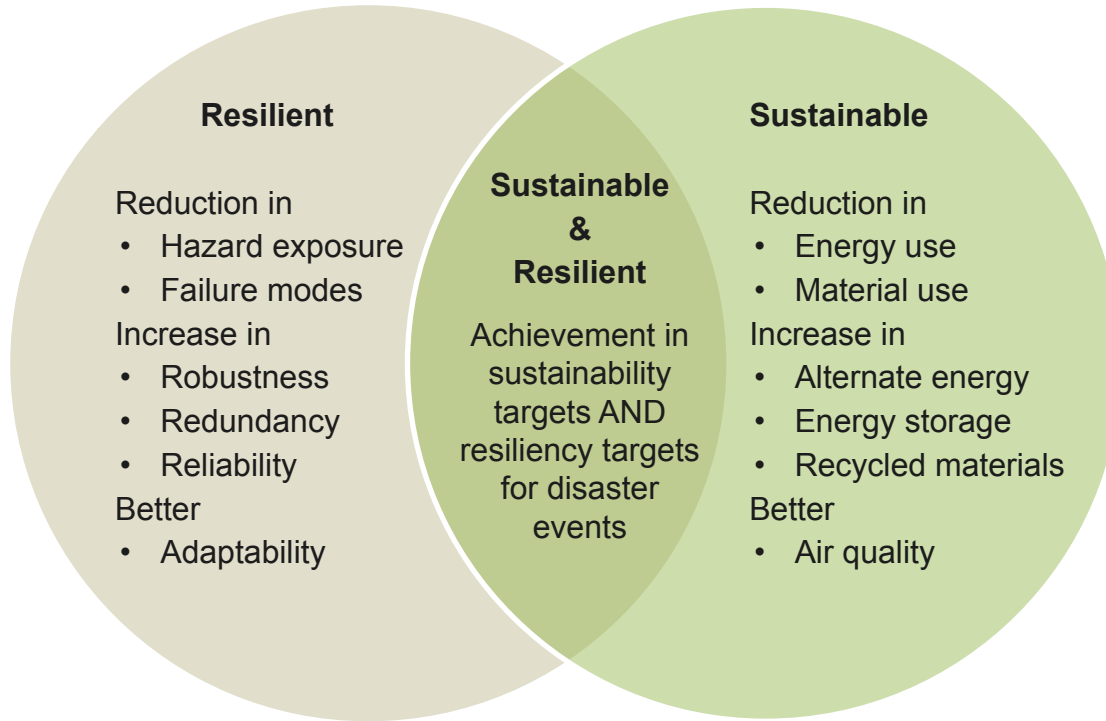 Resilient
Reduction in
• Hazard exposure
• Failure modes
Increase in
• Robustness
• Redundancy
• Reliability
Better
• Adaptability
Sustainable
&
Resilient
Achievement in
sustainability
targets AND
resiliency targets
for disaster
events
Sustainable
Reduction in
• Energy use
• Material use
Increase in
• Alternate energy
• Energy storage
• Recycled materials
Better
• Air quality